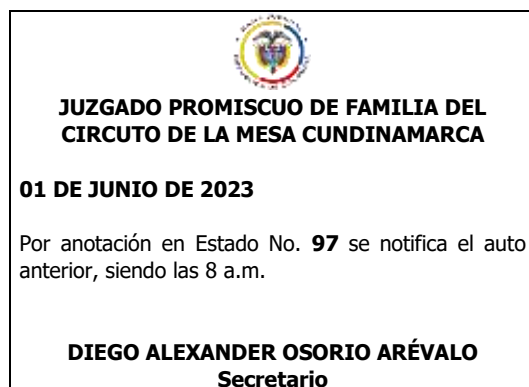 JUZGADO PROMISCUO DE FAMILIA DEL
CIRCUTO DE LA MESA CUNDINAMARCA
01 DE JUNIO DE 2023
Por anotación en Estado No. 97 se notifica el auto
anterior, siendo las 8 a.m.
DIEGO ALEXANDER OSORIO ARÉVALO
Secretario